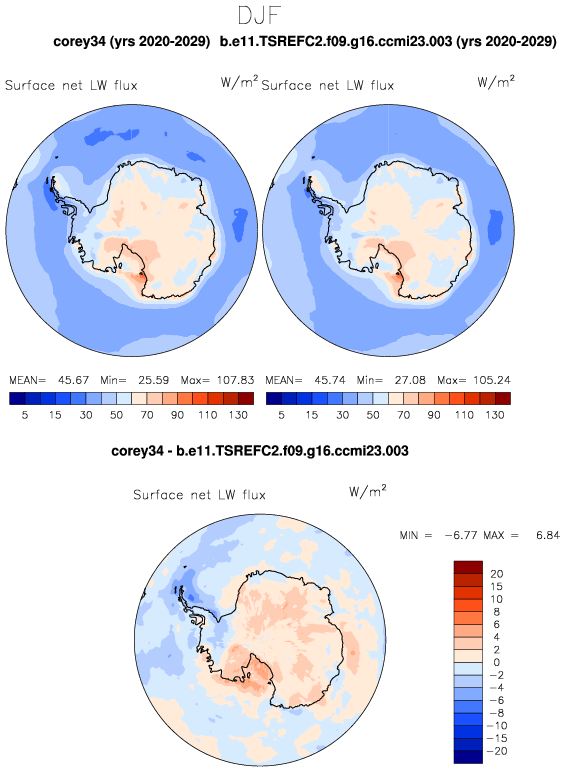 DJF
corey34 (yrs 2020-2029) b.e11.TSREFC2.f09.g16.ccmi23.003 (yrs 2020-2029)
Surface net LW flux W/m² Surface net LW flux W/m²
MEAN= 45.67 Min= 25.59 Max= 107.83 MEAN= 45.74 Min= 27.08 Max= 105.24
5 15 30 50 70 90 110 130 5 15 30 50 70 90 110 130
corey34 - b.e11.TSREFC2.f09.g16.ccmi23.003
Surface net LW flux W/m²
MIN = -6.77 MAX = 6.84
20
15
10
8
6
4
2
0
-2
-4
-6
-8
-10
-15
-20